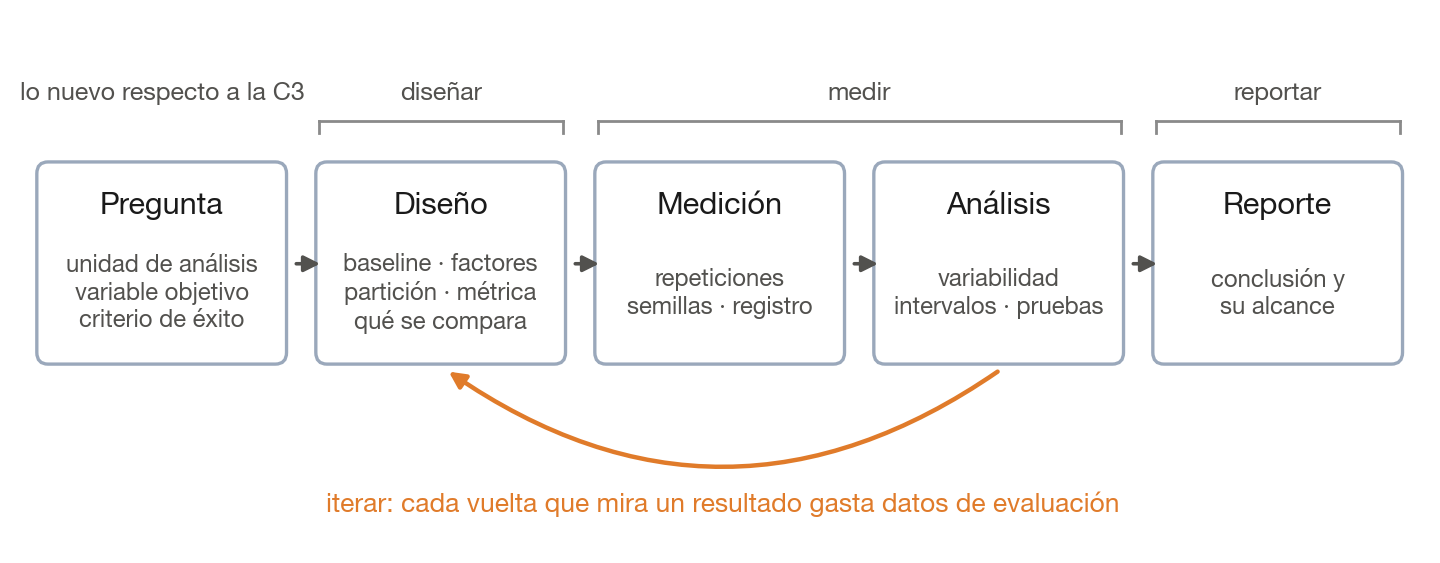 lo nuevo respecto a la C3
diseñar
medir
reportar
Pregunta
unidad de análisis
variable objetivo
criterio de éxito
Diseño
baseline · factores
partición · métrica
qué se compara
Medición
repeticiones
semillas · registro
Análisis
variabilidad
intervalos · pruebas
Reporte
conclusión y
su alcance
iterar: cada vuelta que mira un resultado gasta datos de evaluación